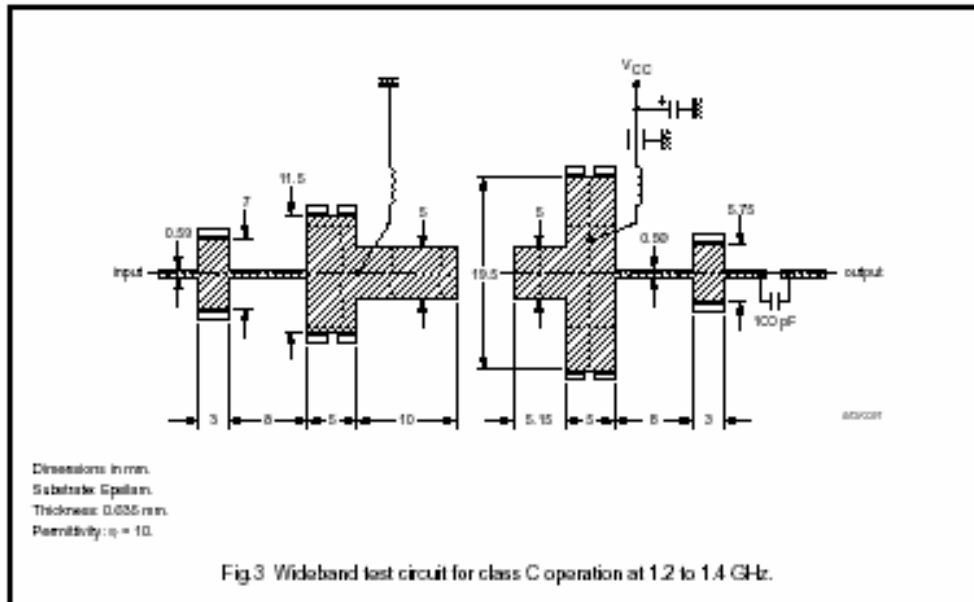 VCC
11.5
7
0.59
5
input
5
19.5
0.59
5.75
output
100 pF
3
8
5
10
5.15
5
8
3
Dimensions in mm.
Substrate: Epsilam.
Thickness: 0.635 mm.
Permittivity: εr = 10.
Fig.3 Wideband test circuit for class C operation at 1.2 to 1.4 GHz.